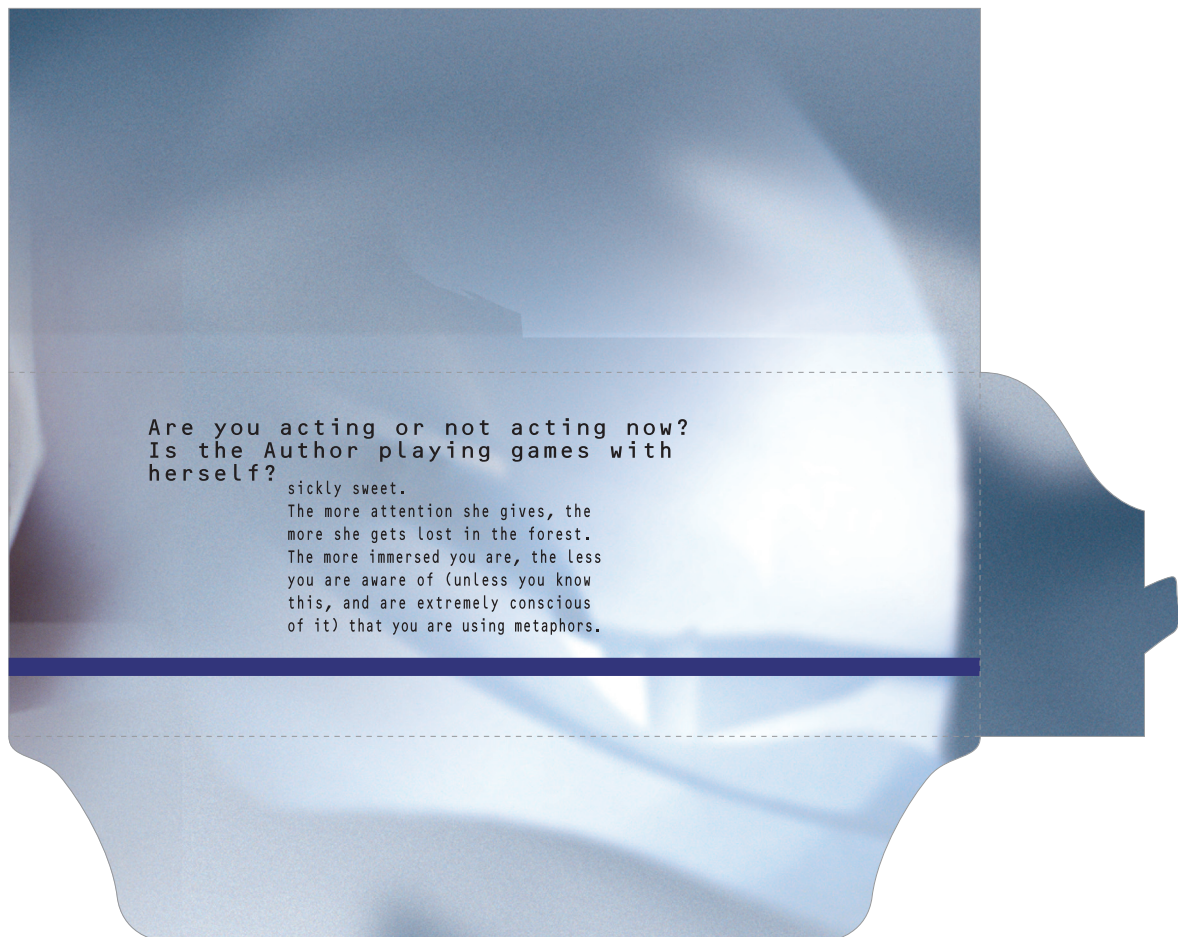 Are you acting or not acting now?
Is the Author playing games with
herself?
sickly sweet.
The more attention she gives, the
more she gets lost in the forest.
The more immersed you are, the less
you are aware of (unless you know
this, and are extremely conscious
of it) that you are using metaphors.